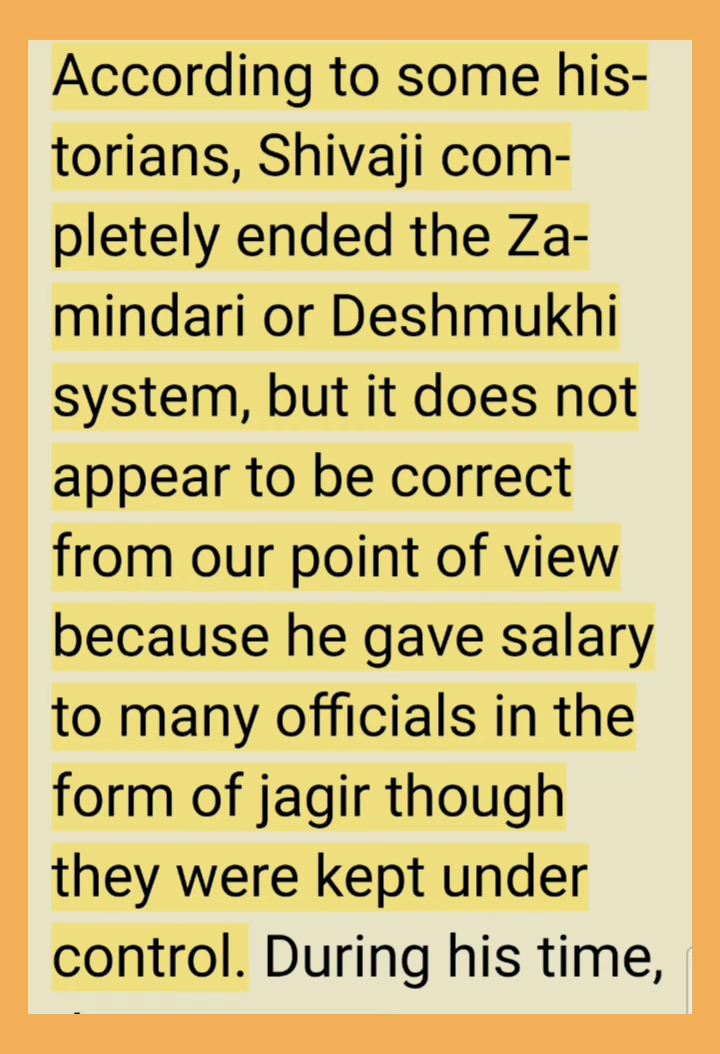 According to some his-
torians, Shivaji com-
pletely ended the Za-
mindari or Deshmukhi
system, but it does not
appear to be correct
from our point of view
because he gave salary
to many officials in the
form of jagir though
they were kept under
control. During his time,